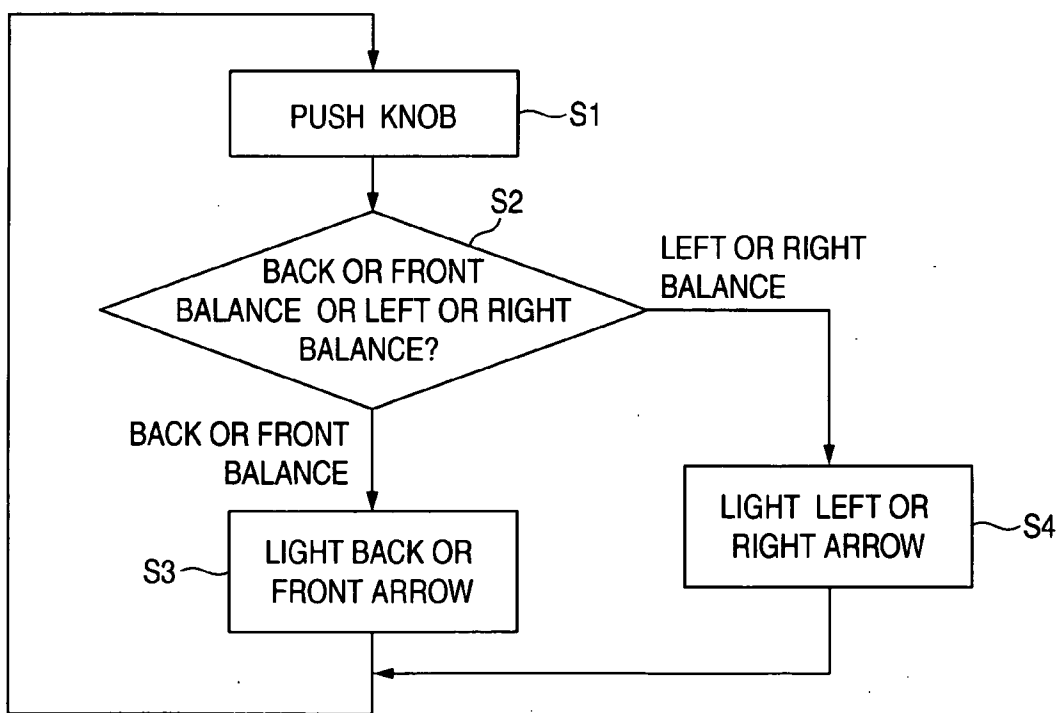 PUSH KNOB
S1
S2
BACK OR FRONT
BALANCE OR LEFT OR RIGHT
BALANCE?
LEFT OR RIGHT
BALANCE
BACK OR FRONT
BALANCE
LIGHT BACK OR
FRONT ARROW
S3
LIGHT LEFT OR
RIGHT ARROW
S4